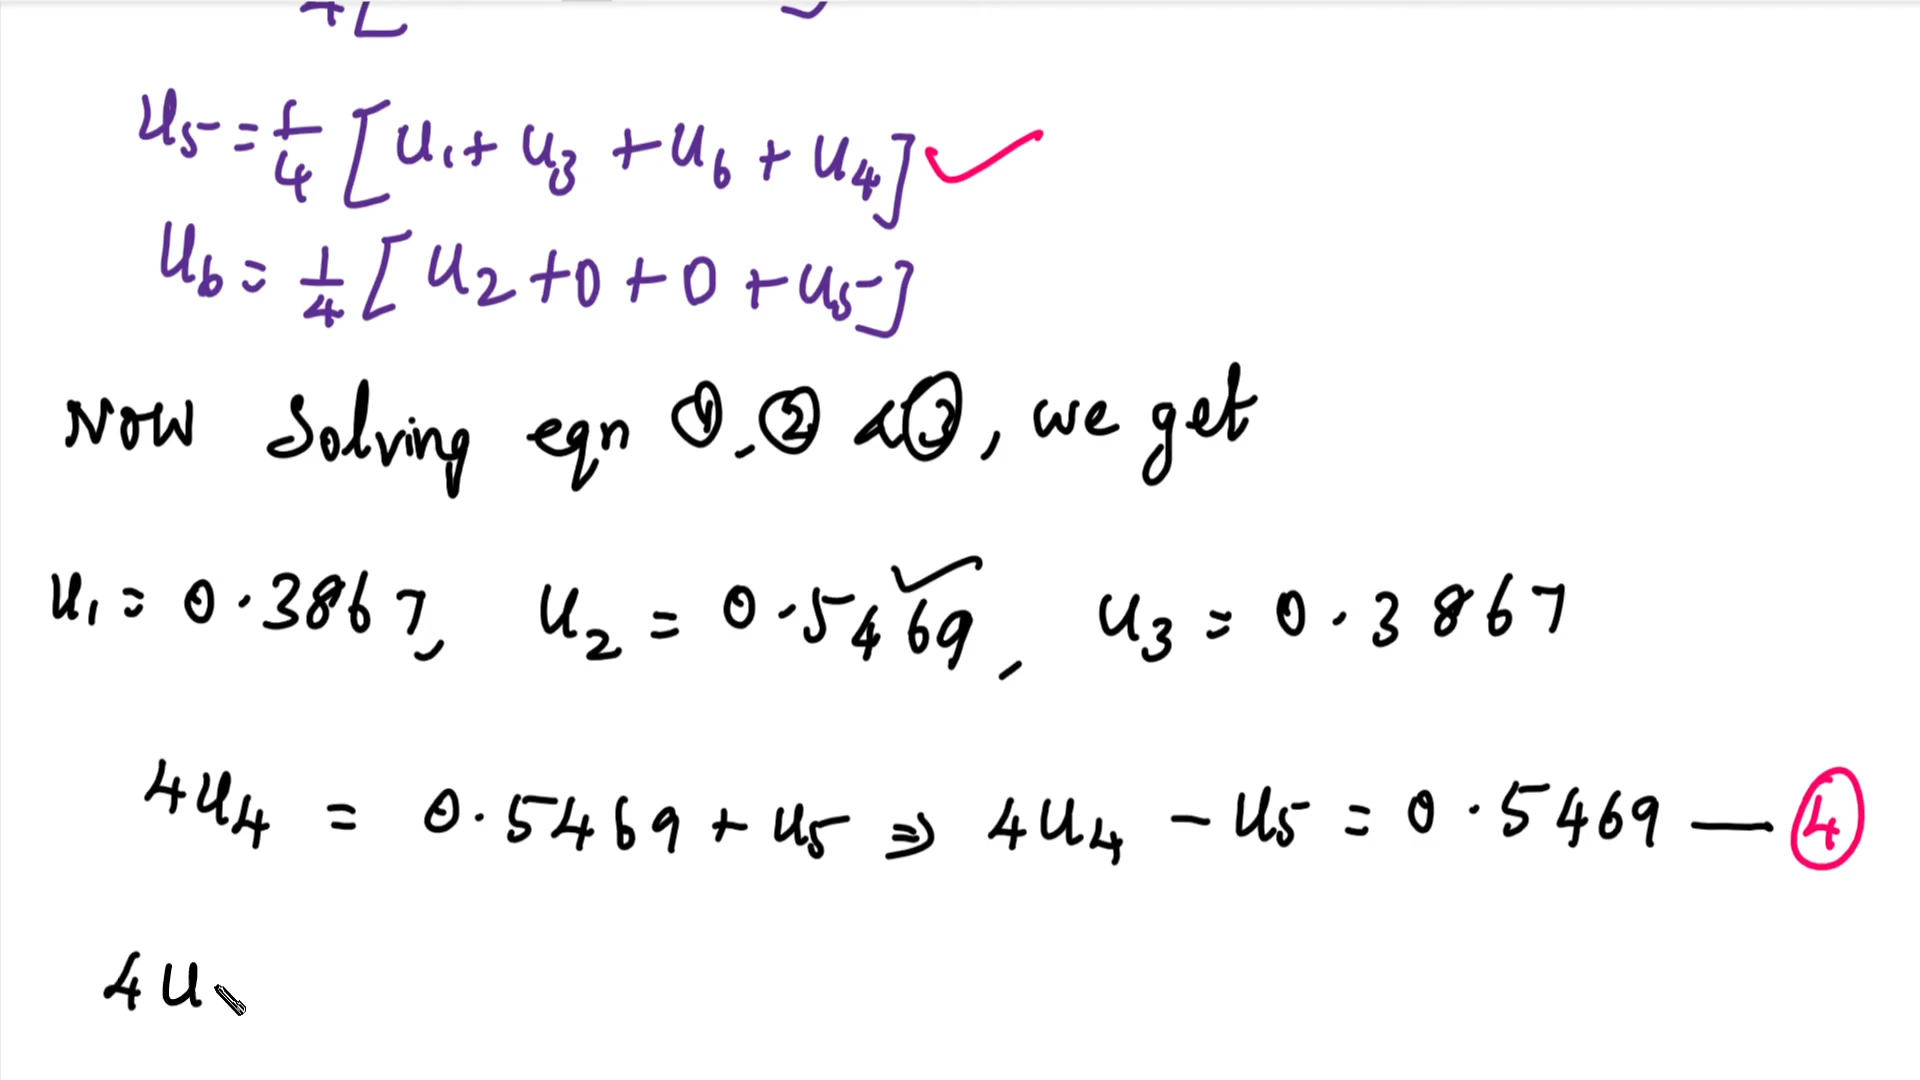 u₅ = 1/4 [u₁ + u₃ + u₆ + u₄] ✓
u₆ = 1/4 [u₂ + 0 + 0 + u₅]
Now Solving eqn ①, ② & ③, we get
u₁ = 0.3867, u₂ = 0.5469, u₃ = 0.3867
4u₄ = 0.5469 + u₅ ⇒ 4u₄ - u₅ = 0.5469 — ④
4u